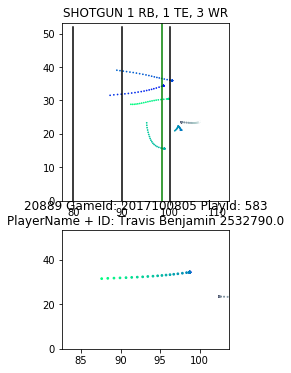 SHOTGUN 1 RB, 1 TE, 3 WR
50
40
30
20
10
0
80 90 100 110
20889 GameId: 2017100805 PlayId: 583
PlayerName + ID: Travis Benjamin 2532790.0
40
20
0
85 90 95 100